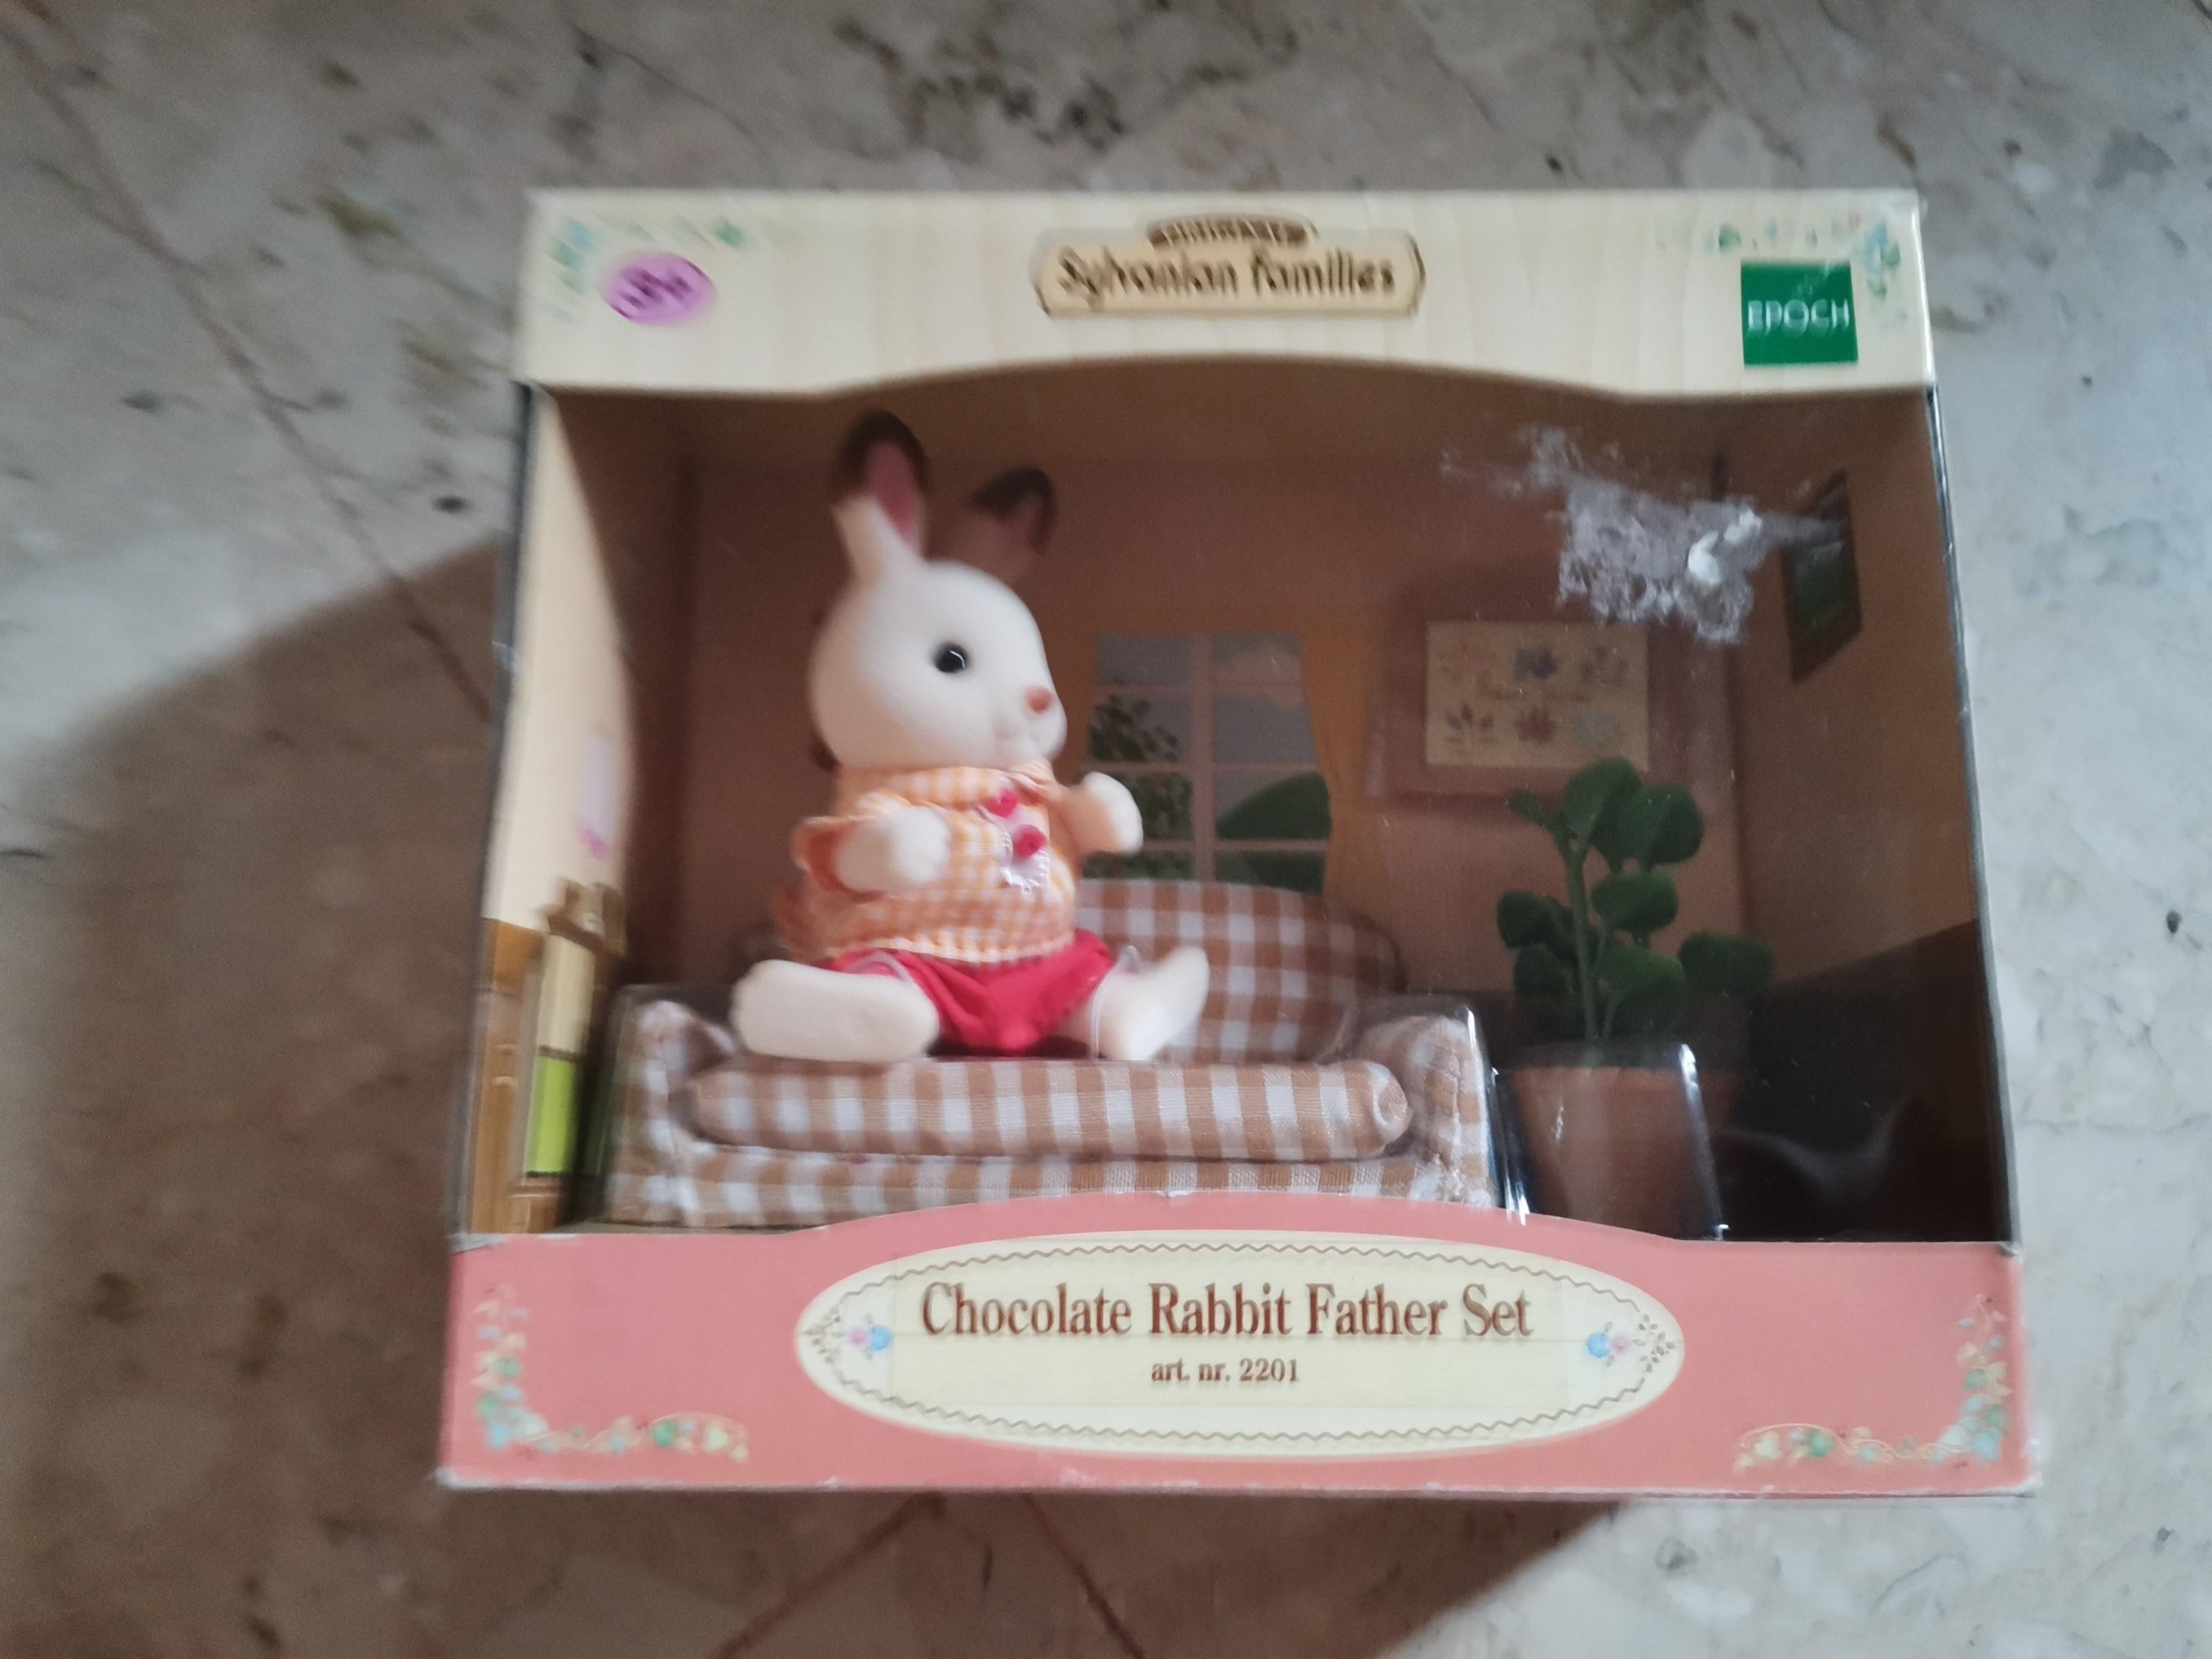 Sylvanian Families
EPOCH
Chocolate Rabbit Father Set
art. nr. 2201